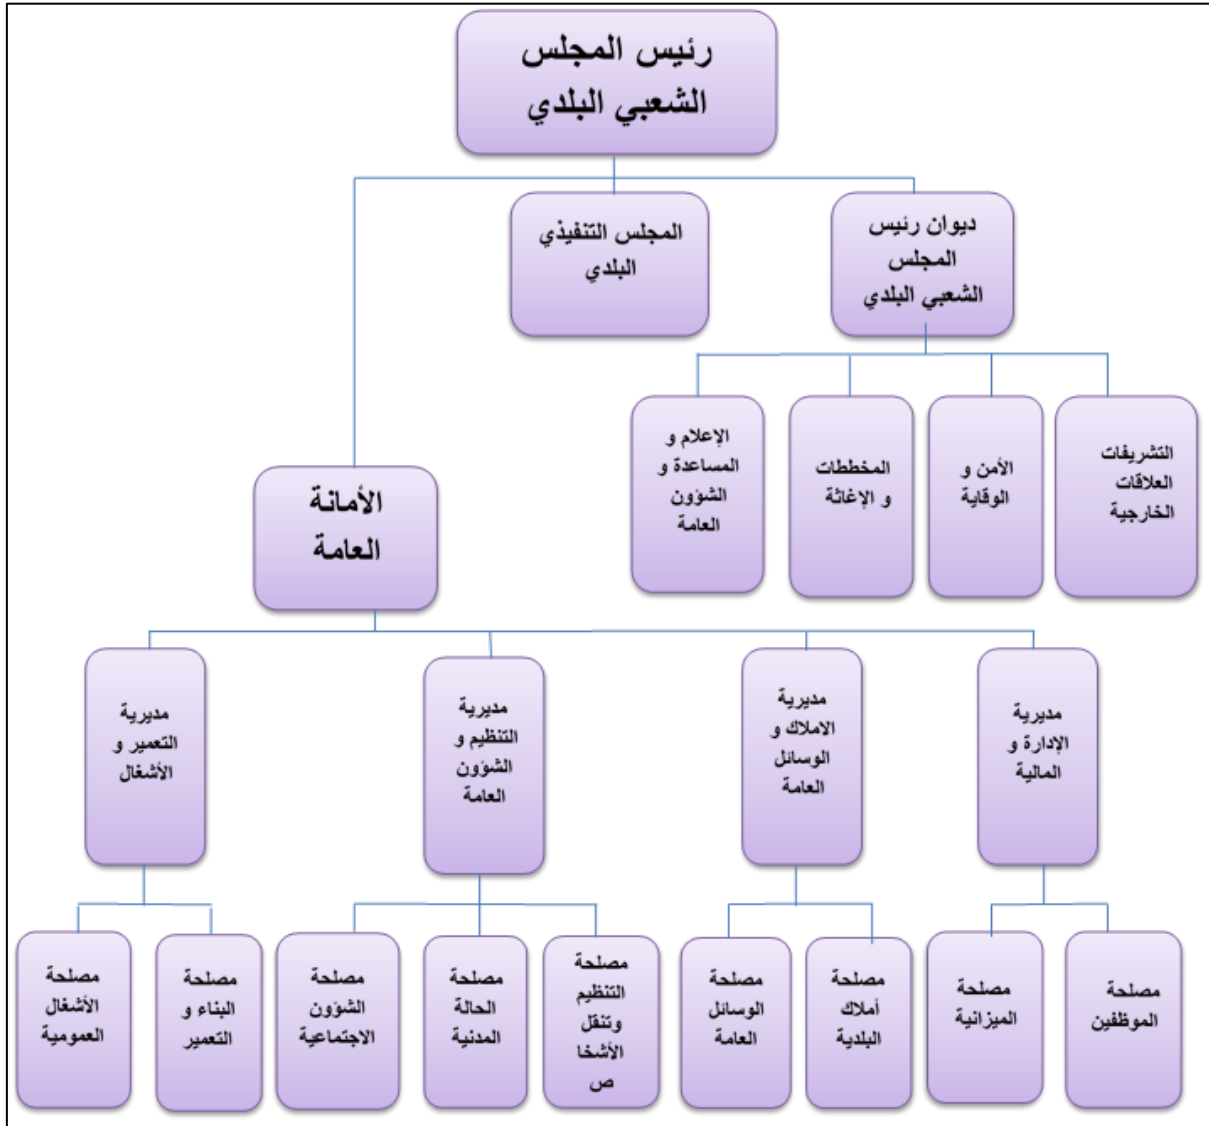 رئيس المجلس
الشعبي البلدي
ديوان رئيس
المجلس
الشعبي البلدي
المجلس التنفيذي
البلدي
التشريفات
العلاقات
الخارجية
الأمن و
الوقاية
المخططات
و الإغاثة
الإعلام و
المساعدة و
الشؤون
العامة
الأمانة
العامة
مديرية
الإدارة و
المالية
مديرية
الاملاك و
الوسائل
العامة
مديرية
التنظيم و
الشؤون
العامة
مديرية
التعمير و
الأشغال
مصلحة
الموظفين
مصلحة
الميزانية
مصلحة
أملاك
البلدية
مصلحة
الوسائل
العامة
مصلحة
التنظيم
وتنقل
الأشخا
ص
مصلحة
الحالة
المدنية
مصلحة
الشؤون
الاجتماعية
مصلحة
البناء و
التعمير
مصلحة
الأشغال
العمومية